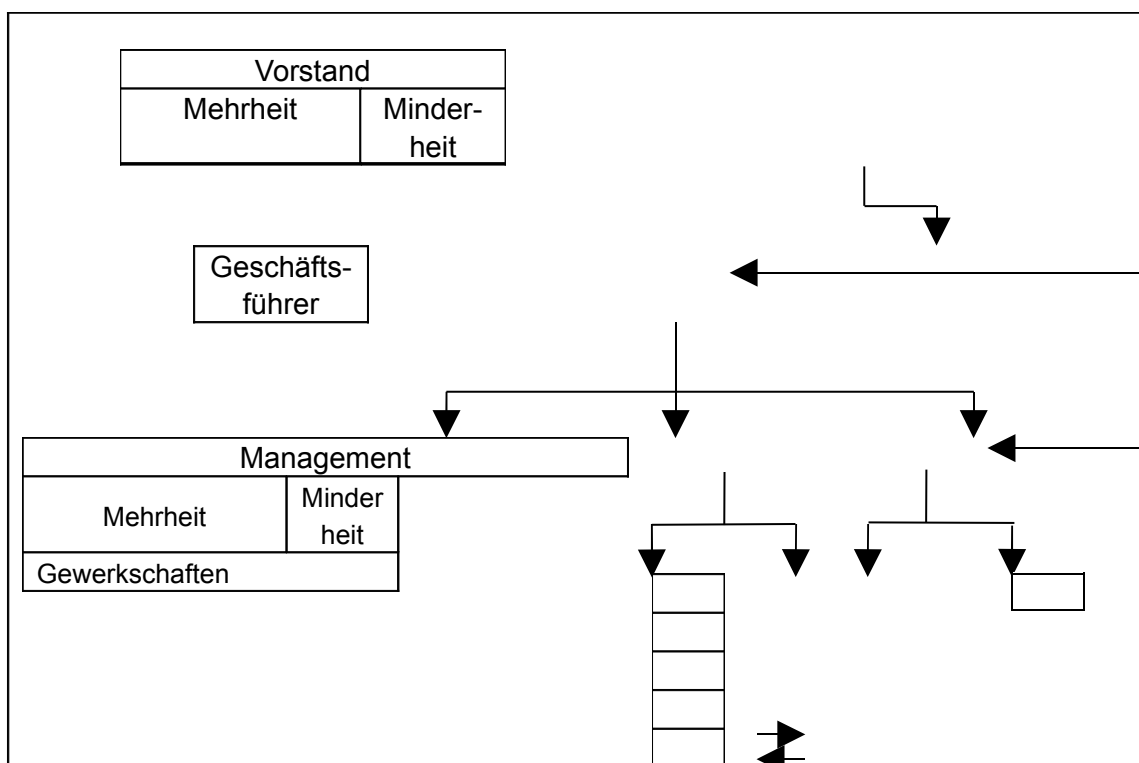 Vorstand
Mehrheit
Minder-
heit
Geschäfts-
führer
Management
Mehrheit
Minder
heit
Gewerkschaften